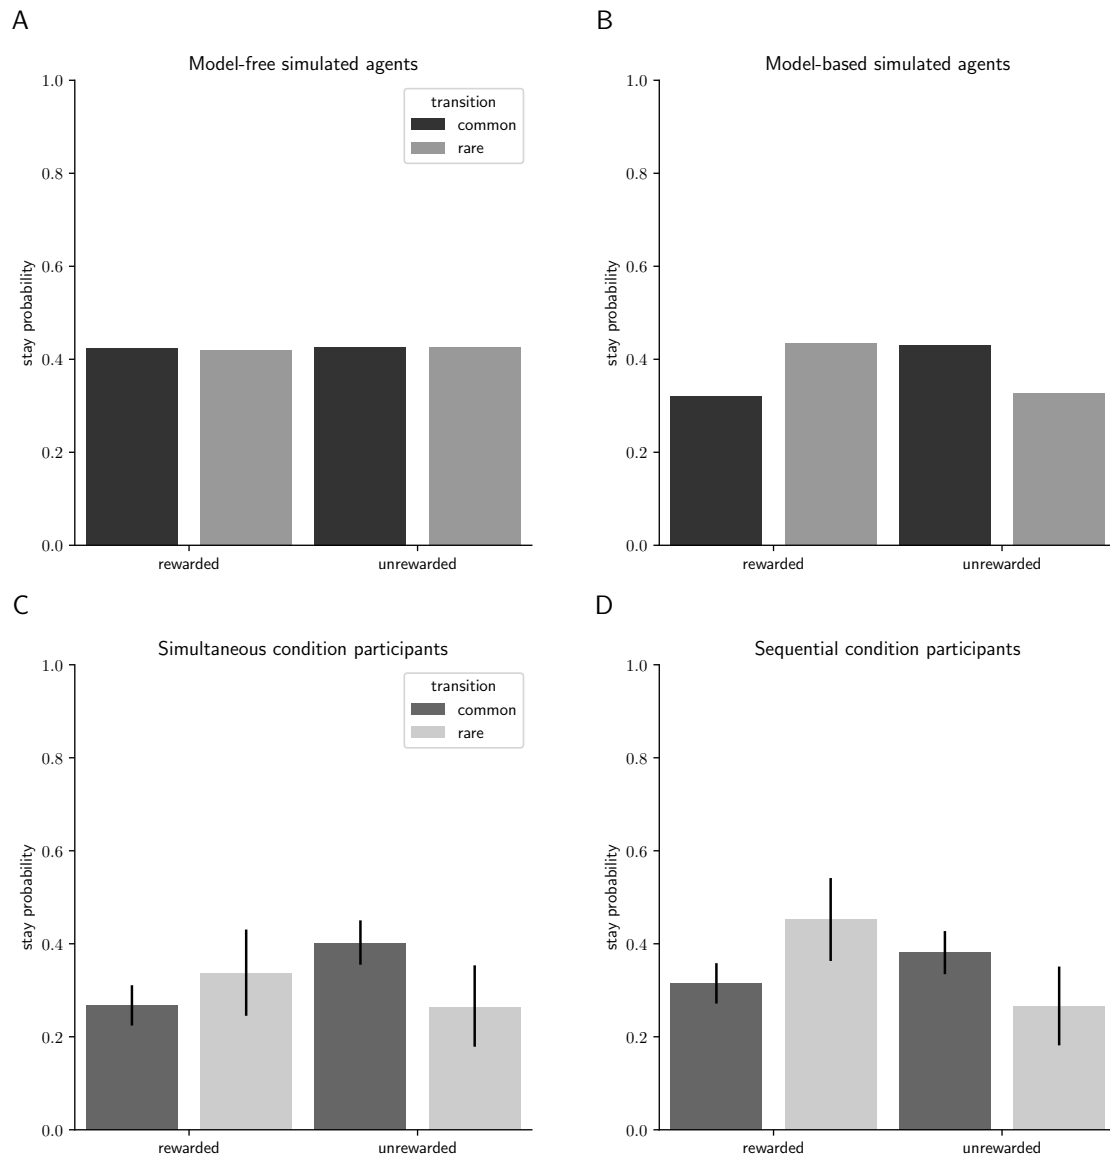 A
Model-free simulated agents
1.0
0.8
0.6
0.4
0.2
0.0
stay probability
transition
common
rare
rewarded
unrewarded
B
Model-based simulated agents
1.0
0.8
0.6
0.4
0.2
0.0
stay probability
rewarded
unrewarded
C
Simultaneous condition participants
1.0
0.8
0.6
0.4
0.2
0.0
stay probability
transition
common
rare
rewarded
unrewarded
D
Sequential condition participants
1.0
0.8
0.6
0.4
0.2
0.0
stay probability
rewarded
unrewarded